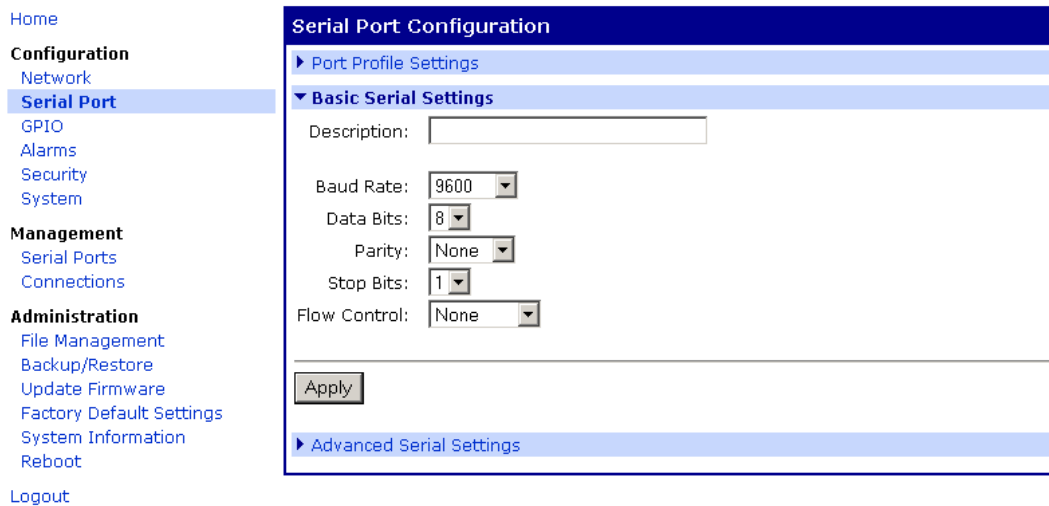 Home
Configuration
Network
Serial Port
GPIO
Alarms
Security
System
Management
Serial Ports
Connections
Administration
File Management
Backup/Restore
Update Firmware
Factory Default Settings
System Information
Reboot
Logout
Serial Port Configuration
Port Profile Settings
Basic Serial Settings
Description:
Baud Rate: 9600
Data Bits: 8
Parity: None
Stop Bits: 1
Flow Control: None
Apply
Advanced Serial Settings